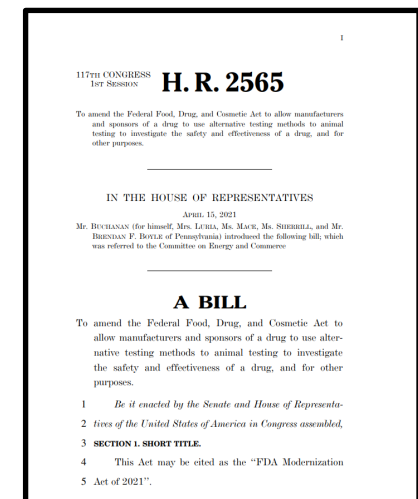 I
117TH CONGRESS
1ST SESSION
H. R. 2565
To amend the Federal Food, Drug, and Cosmetic Act to allow manufacturers
and sponsors of a drug to use alternative testing methods to animal
testing to investigate the safety and effectiveness of a drug, and for
other purposes.
IN THE HOUSE OF REPRESENTATIVES
APRIL 15, 2021
Mr. BUCHANAN (for himself, Mrs. LURIA, Ms. MACE, Ms. SHERRILL, and Mr.
BRENDAN F. BOYLE of Pennsylvania) introduced the following bill; which
was referred to the Committee on Energy and Commerce
A BILL
To amend the Federal Food, Drug, and Cosmetic Act to
allow manufacturers and sponsors of a drug to use alter-
native testing methods to animal testing to investigate
the safety and effectiveness of a drug, and for other
purposes.
1 Be it enacted by the Senate and House of Representa-
2 tives of the United States of America in Congress assembled,
3 SECTION 1. SHORT TITLE.
4 This Act may be cited as the “FDA Modernization
5 Act of 2021”.